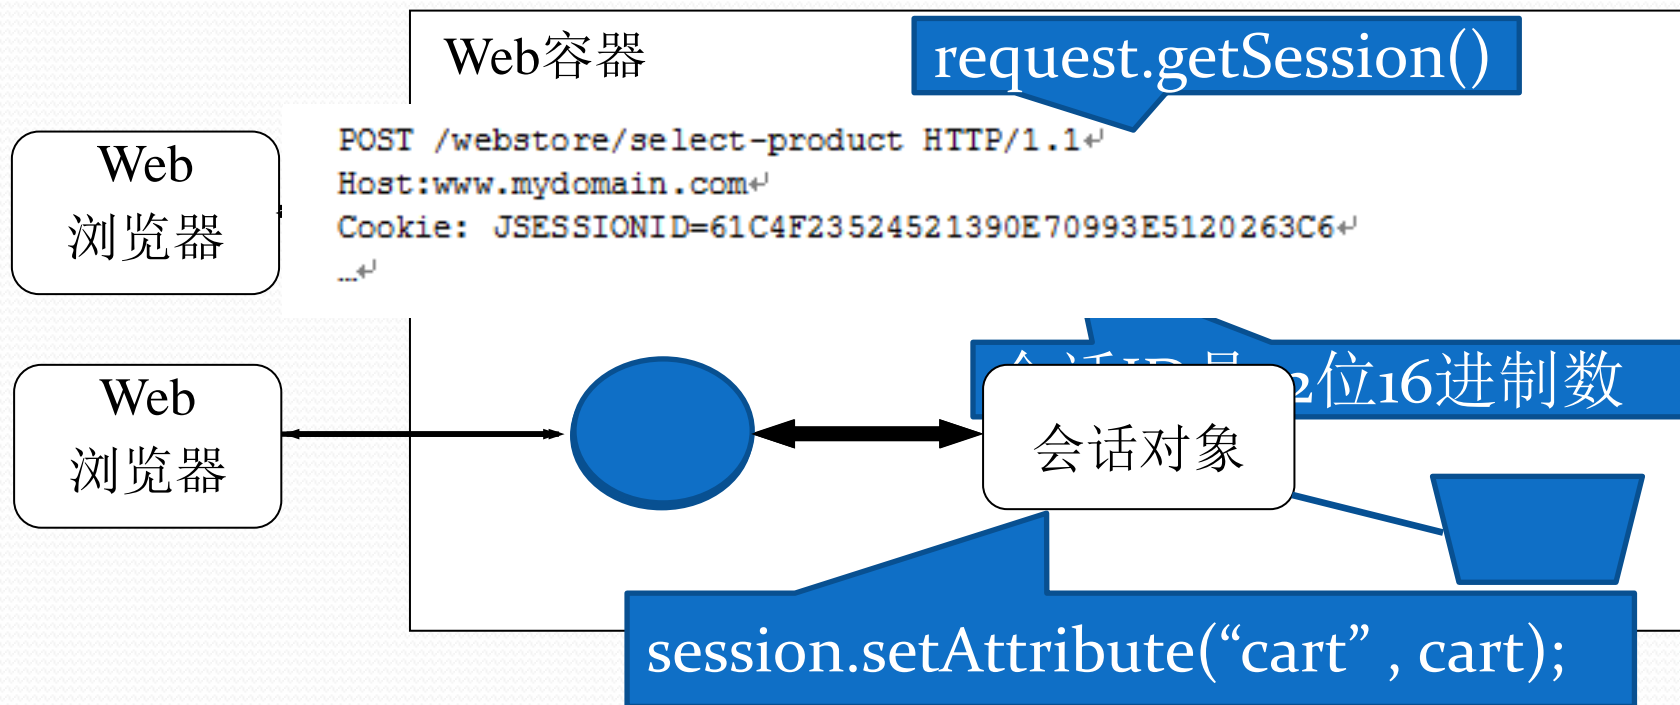 Web容器
request.getSession()
POST /webstore/select-product HTTP/1.1
Host:www.mydomain.com
Cookie: JSESSIONID=61C4F23524521390E70993E5120263C6
…
Web
浏览器
2位16进制数
Web
浏览器
会话对象
session.setAttribute(“cart” , cart);